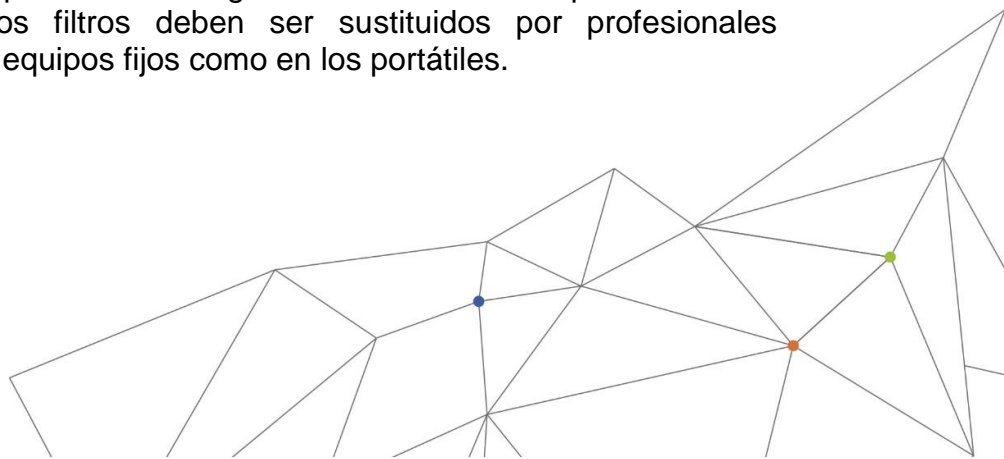 os filtros deben ser sustituidos por profesionales
equipos fijos como en los portátiles.